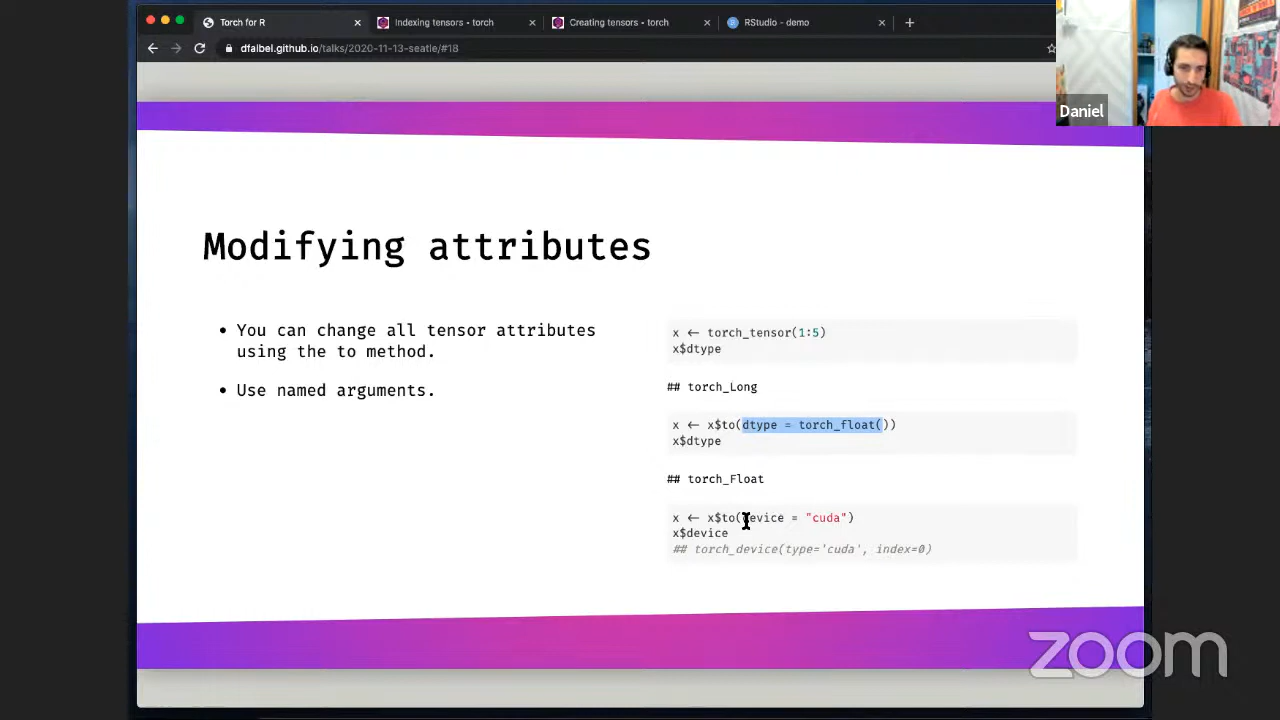 Torch for R
Indexing tensors - torch
Creating tensors - torch
RStudio - demo
dfalbel.github.io/talks/2020-11-13-seatle/#18
Daniel
Modifying attributes
• You can change all tensor attributes
using the to method.
• Use named arguments.
x ← torch_tensor(1:5)
x$dtype
## torch_Long
x ← x$to(dtype = torch_float())
x$dtype
## torch_Float
x ← x$to(device = "cuda")
x$device
## torch_device(type='cuda', index=0)
zoom